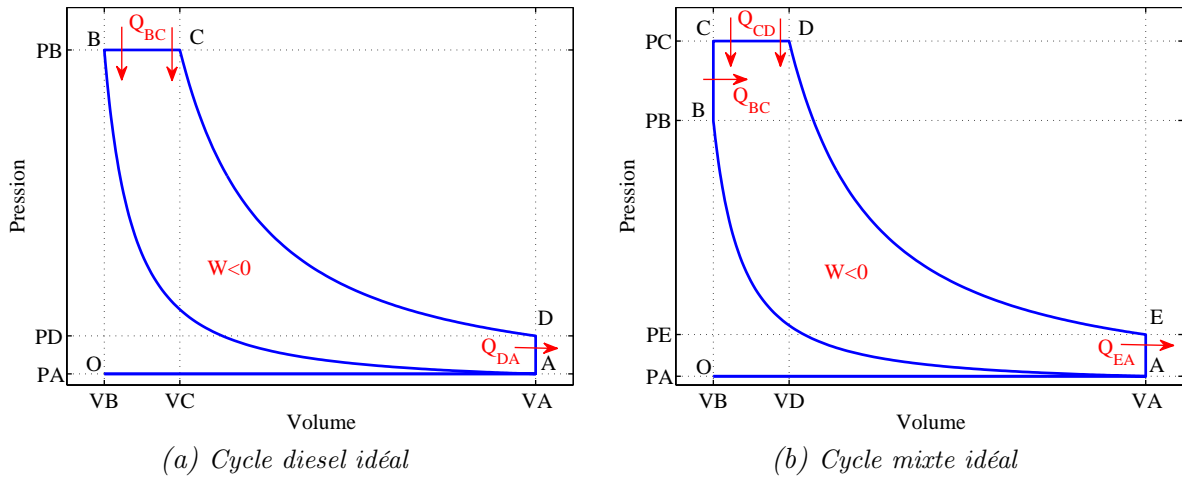 B
Q_BC
C
PB
Pression
W<0
PD
D
Q_DA
O
A
PA
VB
VC
VA
Volume
(a) Cycle diesel idéal
C
Q_CD
D
PC
Q_BC
B
PB
Pression
W<0
E
PE
Q_EA
O
A
PA
VB
VD
VA
Volume
(b) Cycle mixte idéal